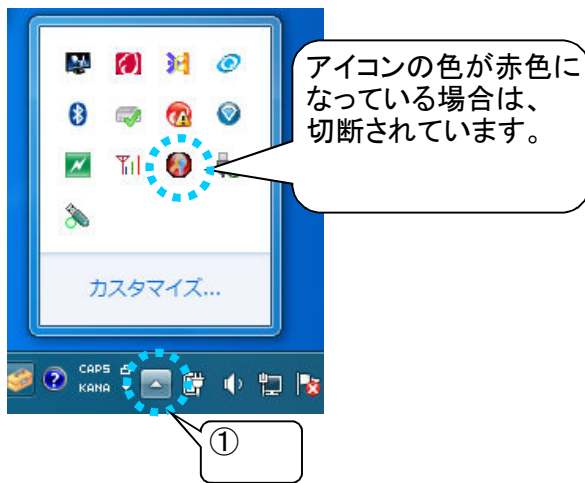 アイコンの色が赤色に
なっている場合は、
切断されています。
カスタマイズ...
CAPS
KANA
①